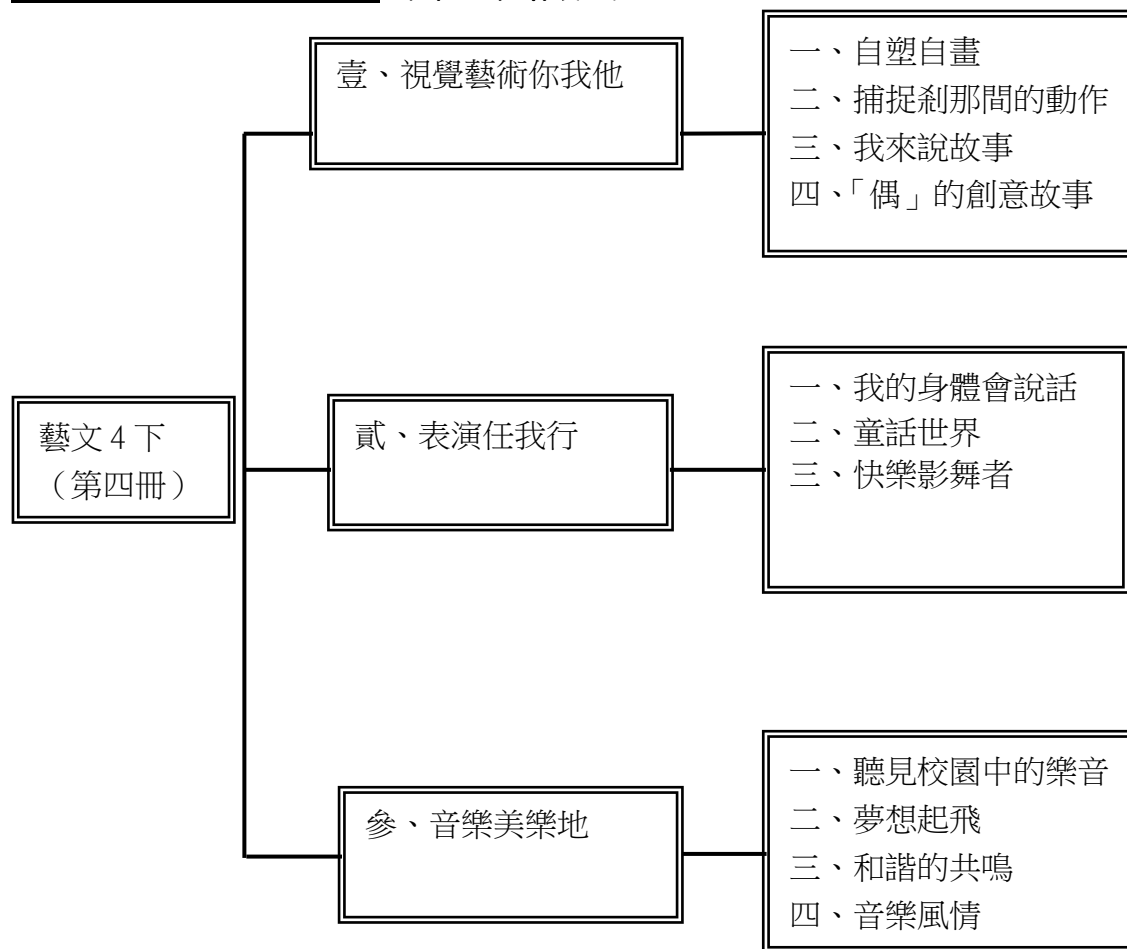 壹、視覺藝術你我他
一、自塑自畫
二、捕捉剎那間的動作
三、我來說故事
四、「偶」的創意故事
藝文4下
（第四冊）
貳、表演任我行
一、我的身體會說話
二、童話世界
三、快樂影舞者
參、音樂美樂地
一、聽見校園中的樂音
二、夢想起飛
三、和諧的共鳴
四、音樂風情